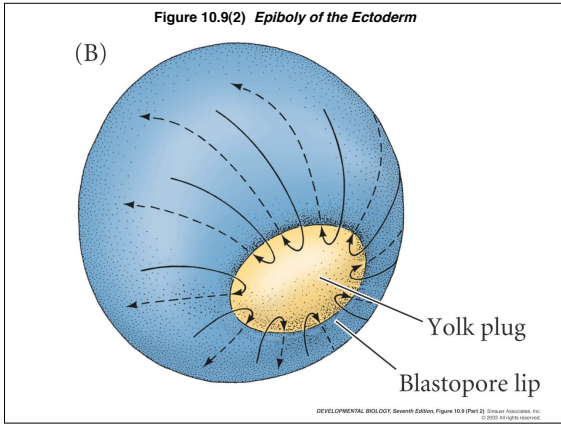 Figure 10.9(2) Epiboly of the Ectoderm
(B)
Yolk plug
Blastopore lip
DEVELOPMENTAL BIOLOGY, Seventh Edition, Figure 10.9 (Part 2) Sinauer Associates, Inc.
© 2003 All rights reserved.